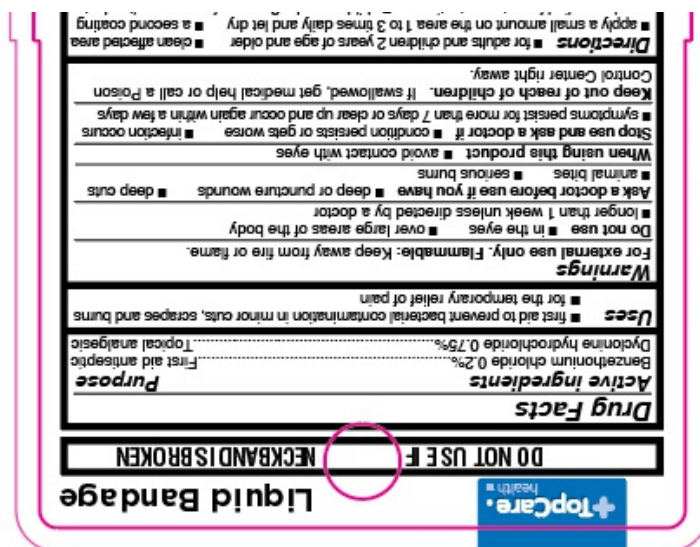 +TopCare®
health™
Liquid Bandage
DO NOT USE IF NECKBAND IS BROKEN
Drug Facts
Active ingredients Purpose
Benzethonium chloride 0.2%...First aid antiseptic
Dyclonine hydrochloride 0.75%...Topical analgesic
Uses ■ first aid to prevent bacterial contamination in minor cuts, scrapes and burns
■ for the temporary relief of pain
Warnings
For external use only. Flammable: Keep away from fire or flame.
Do not use ■ in the eyes ■ over large areas of the body
■ longer than 1 week unless directed by a doctor
Ask a doctor before use if you have ■ deep or puncture wounds ■ deep cuts
■ animal bites ■ serious burns
When using this product ■ avoid contact with eyes
Stop use and ask a doctor if ■ condition persists or gets worse ■ infection occurs
■ symptoms persist for more than 7 days or clear up and occur again within a few days
Keep out of reach of children. If swallowed, get medical help or call a Poison
Control Center right away.
Directions ■ for adults and children 2 years of age and older ■ clean affected area
■ apply a small amount on the area 1 to 3 times daily and let dry ■ a second coating